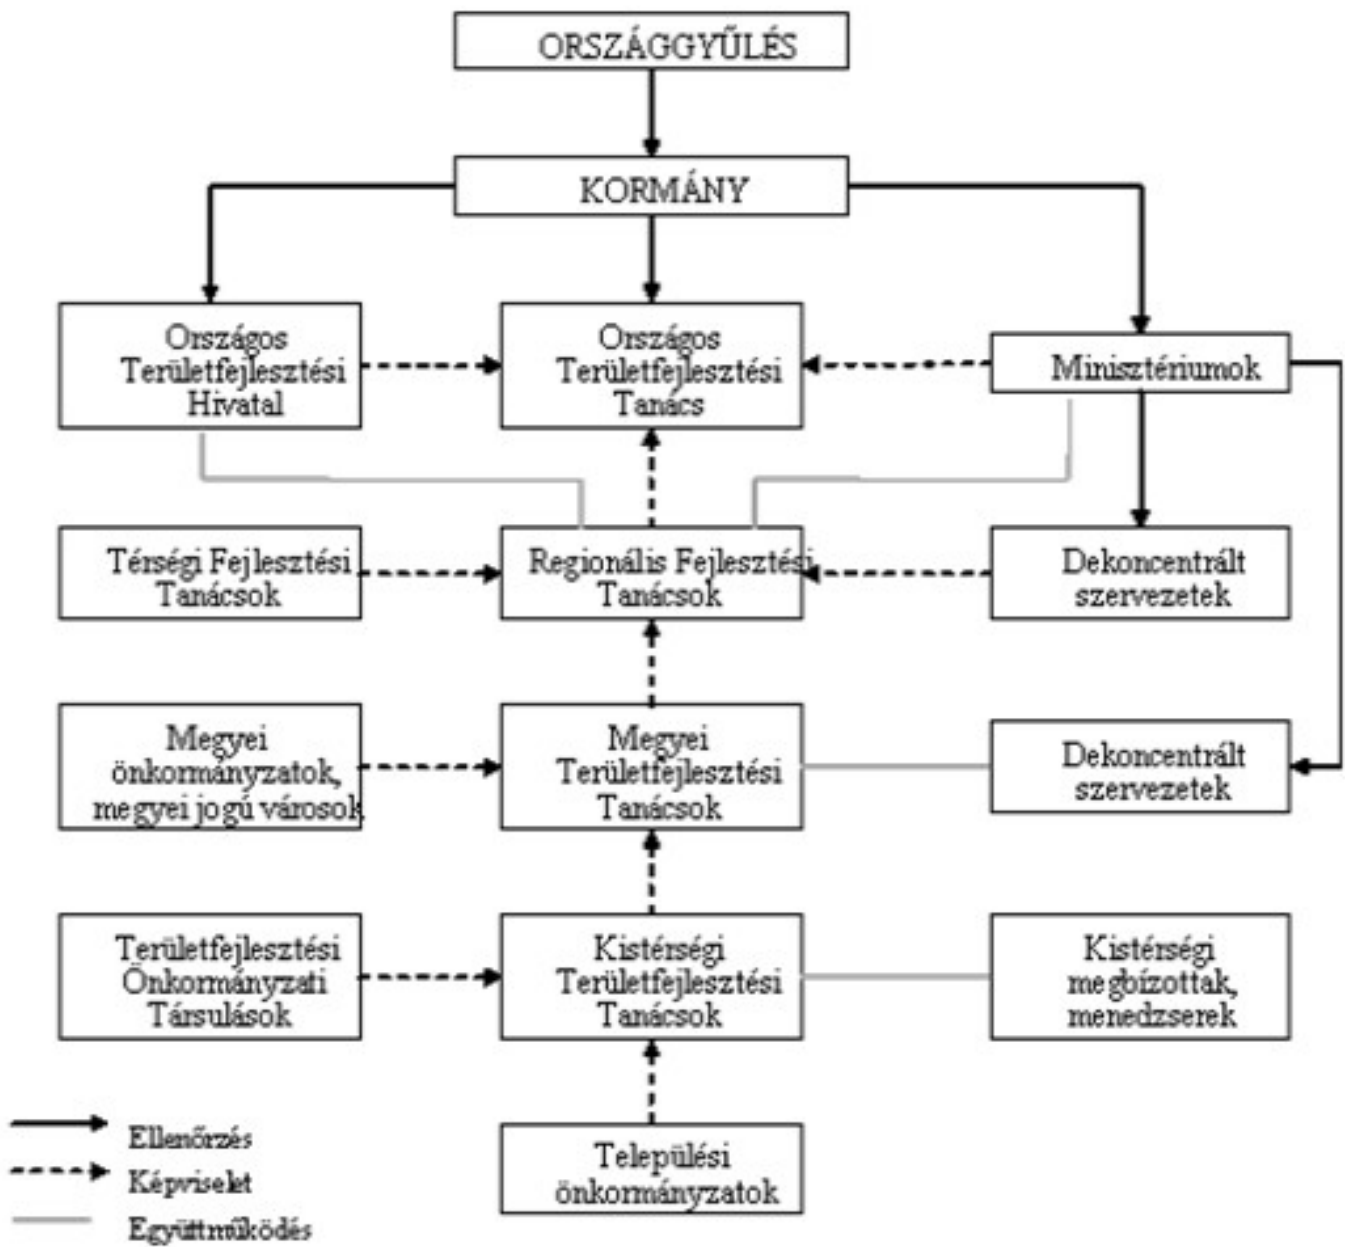 ORSZÁGGYŰLÉS
KORMÁNY
Országos
Területfejlesztési
Hivatal
Országos
Területfejlesztési
Tanács
Minisztériumok
Térségi Fejlesztési
Tanácsok
Regionális Fejlesztési
Tanácsok
Dekoncentrált
szervezetek
Megyei
önkormányzatok,
megyei jogú városok
Megyei
Területfejlesztési
Tanácsok
Dekoncentrált
szervezetek
Területfejlesztési
Önkormányzati
Társulások
Kistérségi
Területfejlesztési
Tanácsok
Kistérségi
megbízottak,
menedzserek
Települési
önkormányzatok
Ellenőrzés
Képviselet
Együttműködés